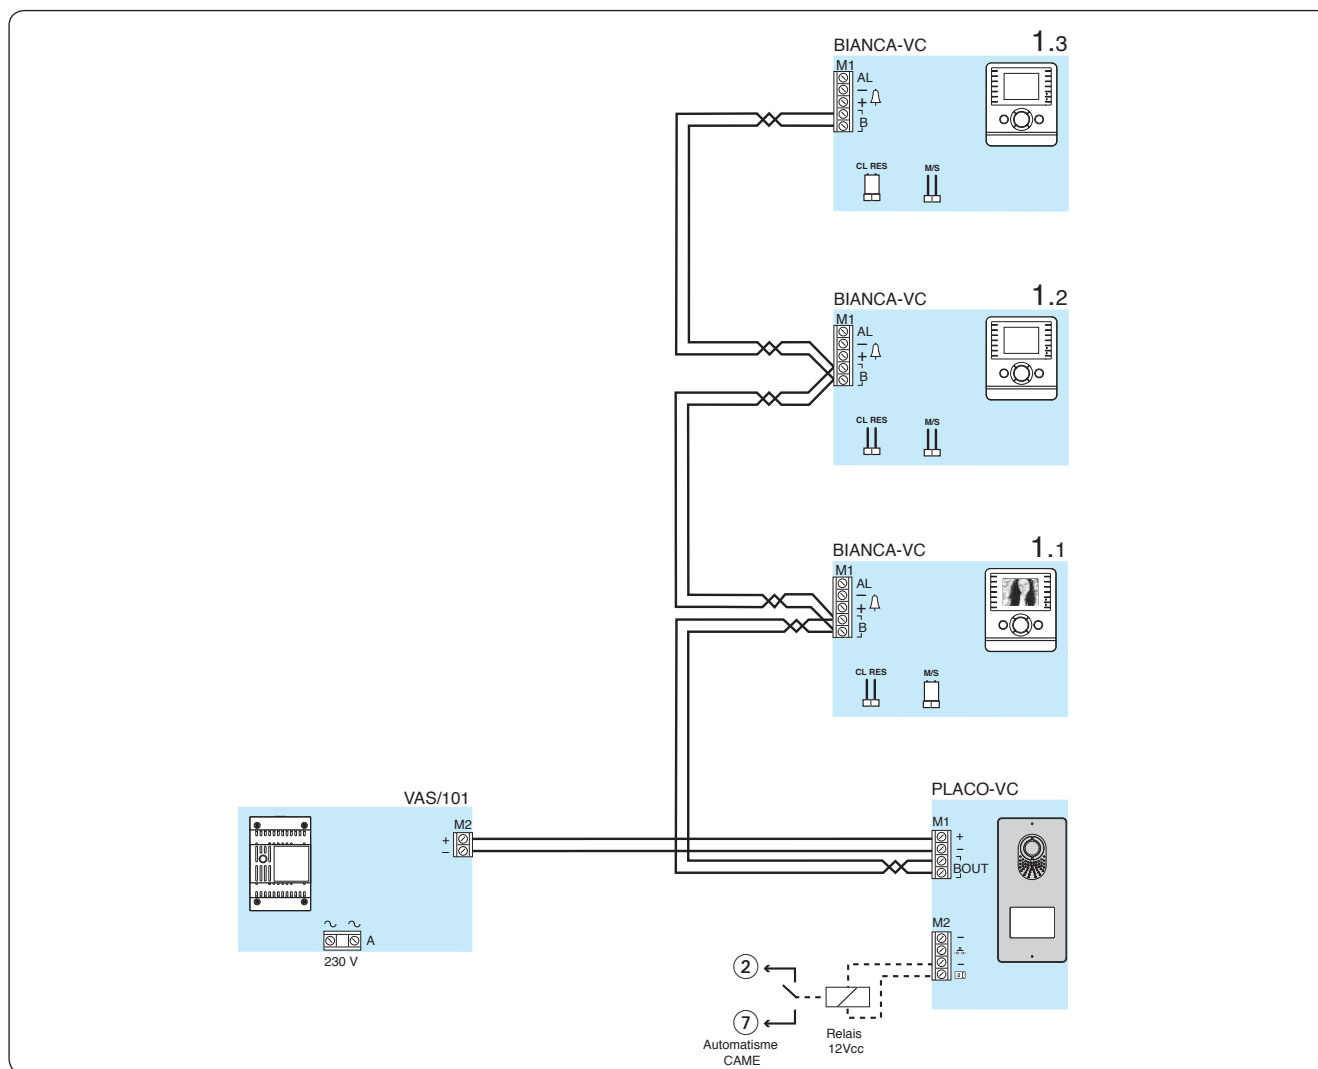 BIANCA-VC 1.3
M1
AL
−
+
B
CL RES M/S
BIANCA-VC 1.2
M1
AL
−
+
B
CL RES M/S
BIANCA-VC 1.1
M1
AL
−
+
B
CL RES M/S
VAS/101
M2
+
−
A
230 V
PLACO-VC
M1
+
−
BOUT
M2
−
−
2
7
Automatisme
CAME
Relais
12Vcc